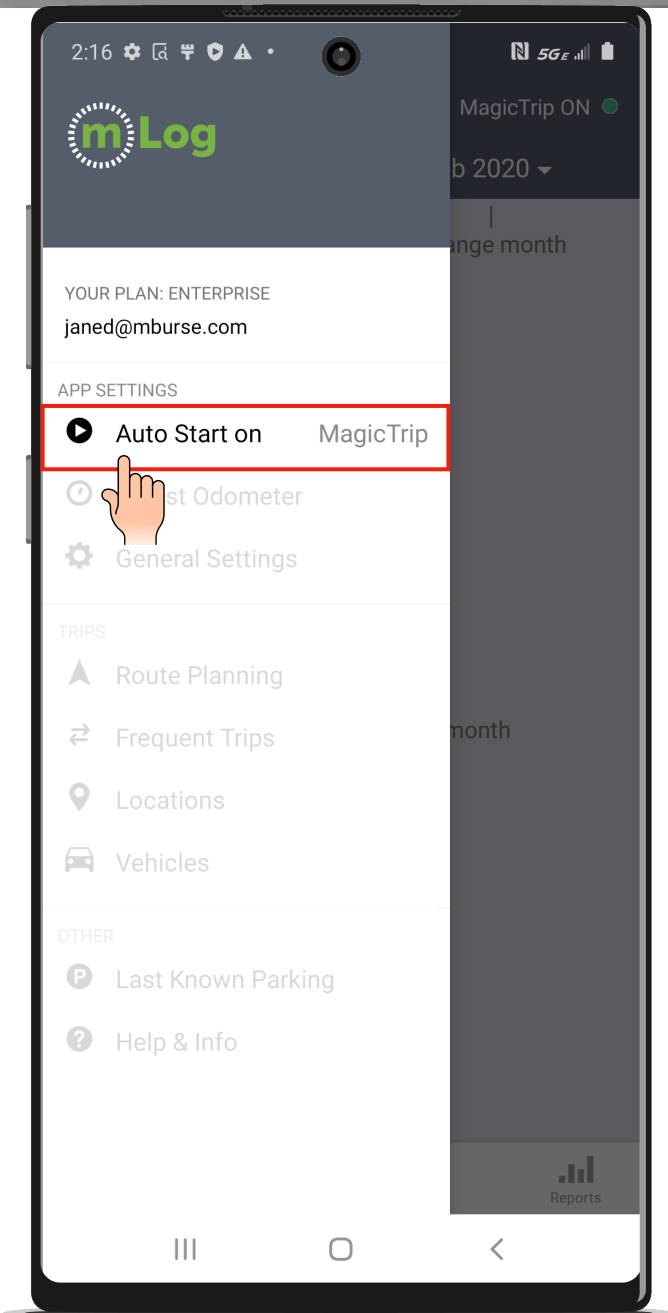 2:16
5GE
MagicTrip ON
mLog
b 2020
ange month
YOUR PLAN: ENTERPRISE
janed@mburse.com
APP SETTINGS
Auto Start on MagicTrip
st Odometer
General Settings
TRIPS
Route Planning
Frequent Trips
month
Locations
Vehicles
OTHER
P Last Known Parking
? Help & Info
Reports